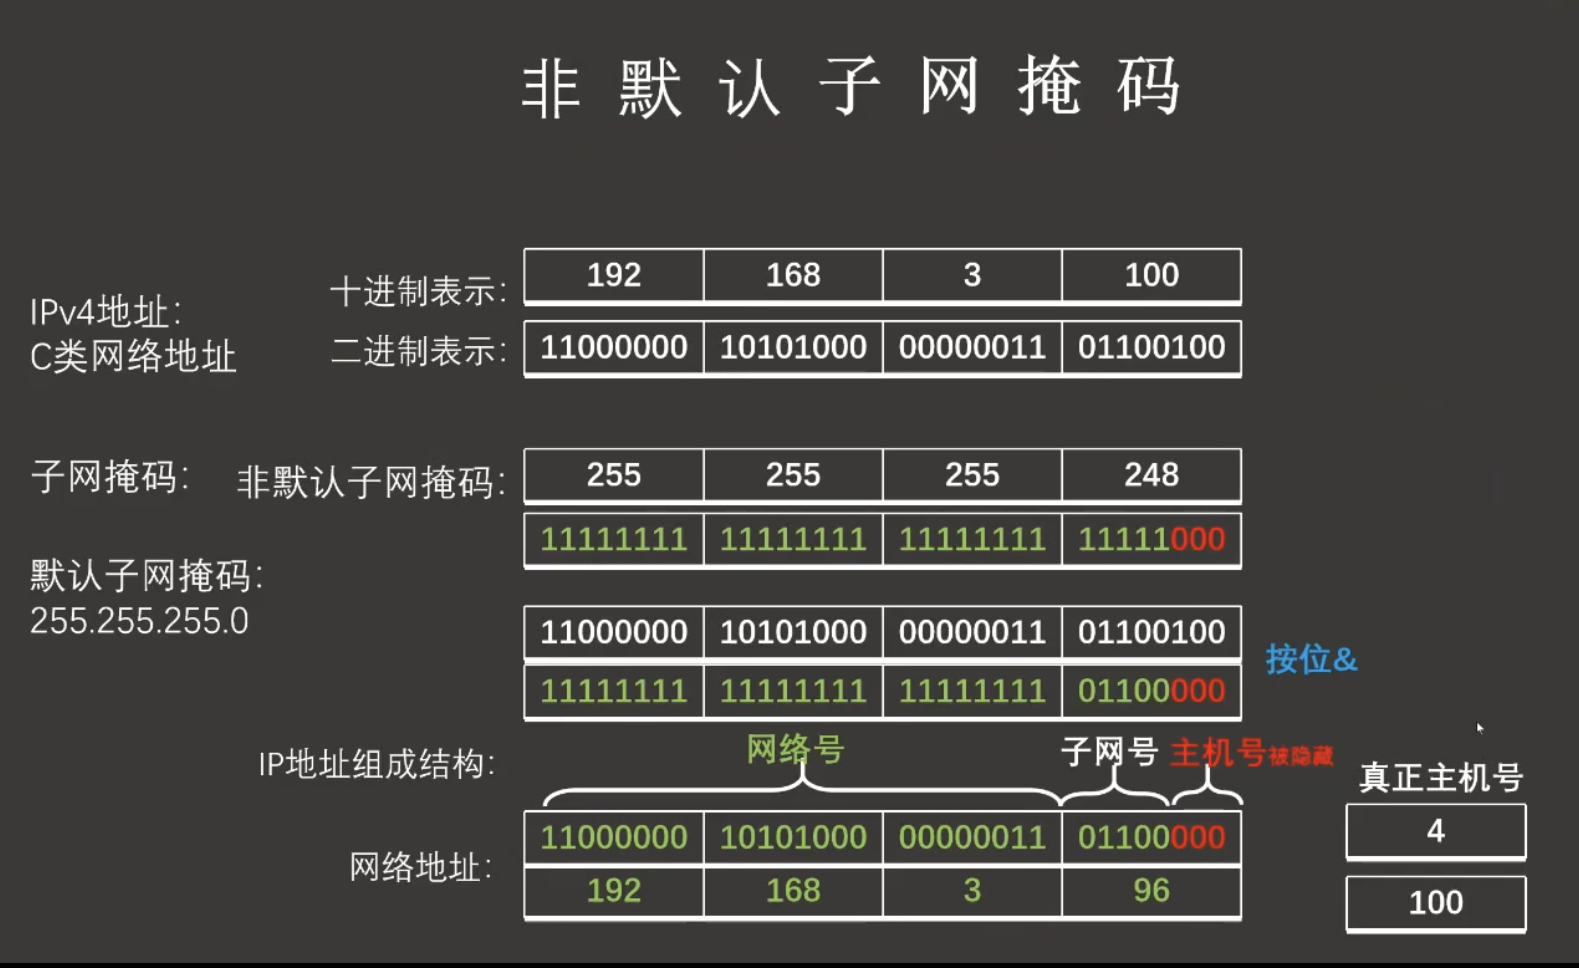 非默认子网掩码
IPv4地址：
C类网络地址
十进制表示： 192 168 3 100
二进制表示： 11000000 10101000 00000011 01100100
子网掩码： 非默认子网掩码： 255 255 255 248
11111111 11111111 11111111 11111000
默认子网掩码：
255.255.255.0
11000000 10101000 00000011 01100100
按位&
11111111 11111111 11111111 01100000
IP地址组成结构： 网络号 子网号 主机号被隐藏
真正主机号
网络地址： 11000000 10101000 00000011 01100000
4
192 168 3 96
100